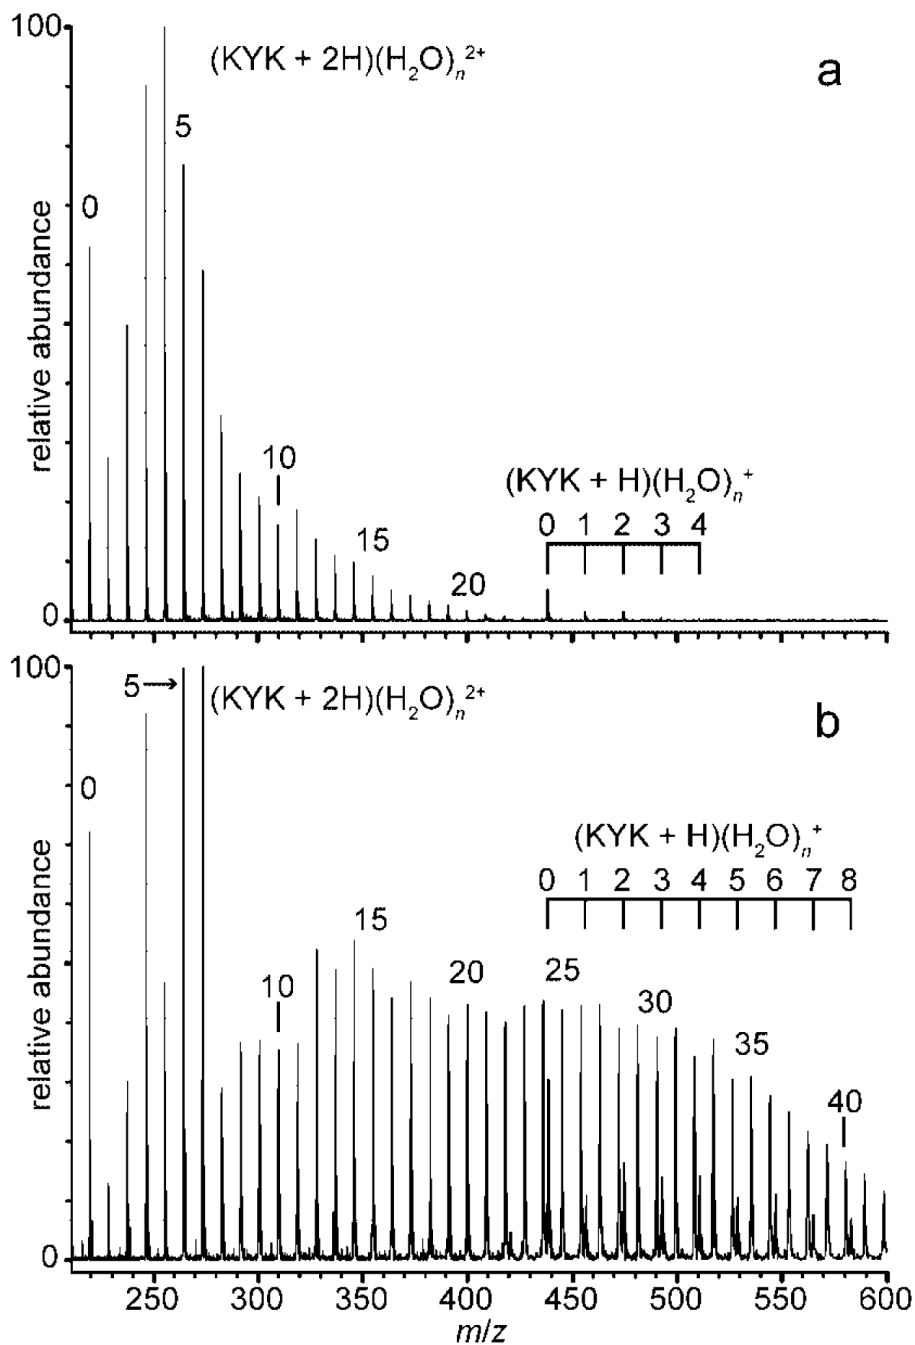 100
(KYK + 2H)(H₂O)ₙ²⁺
a
5
0
relative abundance
10
(KYK + H)(H₂O)ₙ⁺
0 1 2 3 4
15
20
0
100
5→
(KYK + 2H)(H₂O)ₙ²⁺
b
0
(KYK + H)(H₂O)ₙ⁺
0 1 2 3 4 5 6 7 8
relative abundance
15
10
20
25
30
35
40
0
250 300 350 400 450 500 550 600
m/z